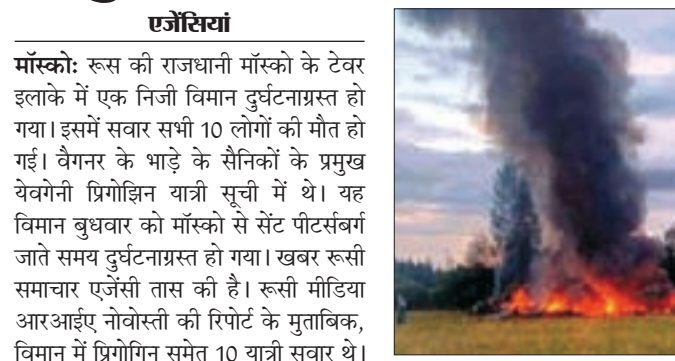 एजेंसियां
मॉस्को: रूस की राजधानी मॉस्को के टेवर
इलाके में एक निजी विमान दुर्घटनाग्रस्त हो
गया। इसमें सवार सभी 10 लोगों की मौत हो
गई। वैगनर के भाड़े के सैनिकों के प्रमुख
येवगेनी प्रिगोझिन यात्री सूची में थे। यह
विमान बुधवार को मॉस्को से सेंट पीटर्सबर्ग
जाते समय दुर्घटनाग्रस्त हो गया। खबर रूसी
समाचार एजेंसी तास की है। रूसी मीडिया
आरआईए नोवोस्ती की रिपोर्ट के मुताबिक,
विमान में प्रिगोगिन समेत 10 यात्री सवार थे।